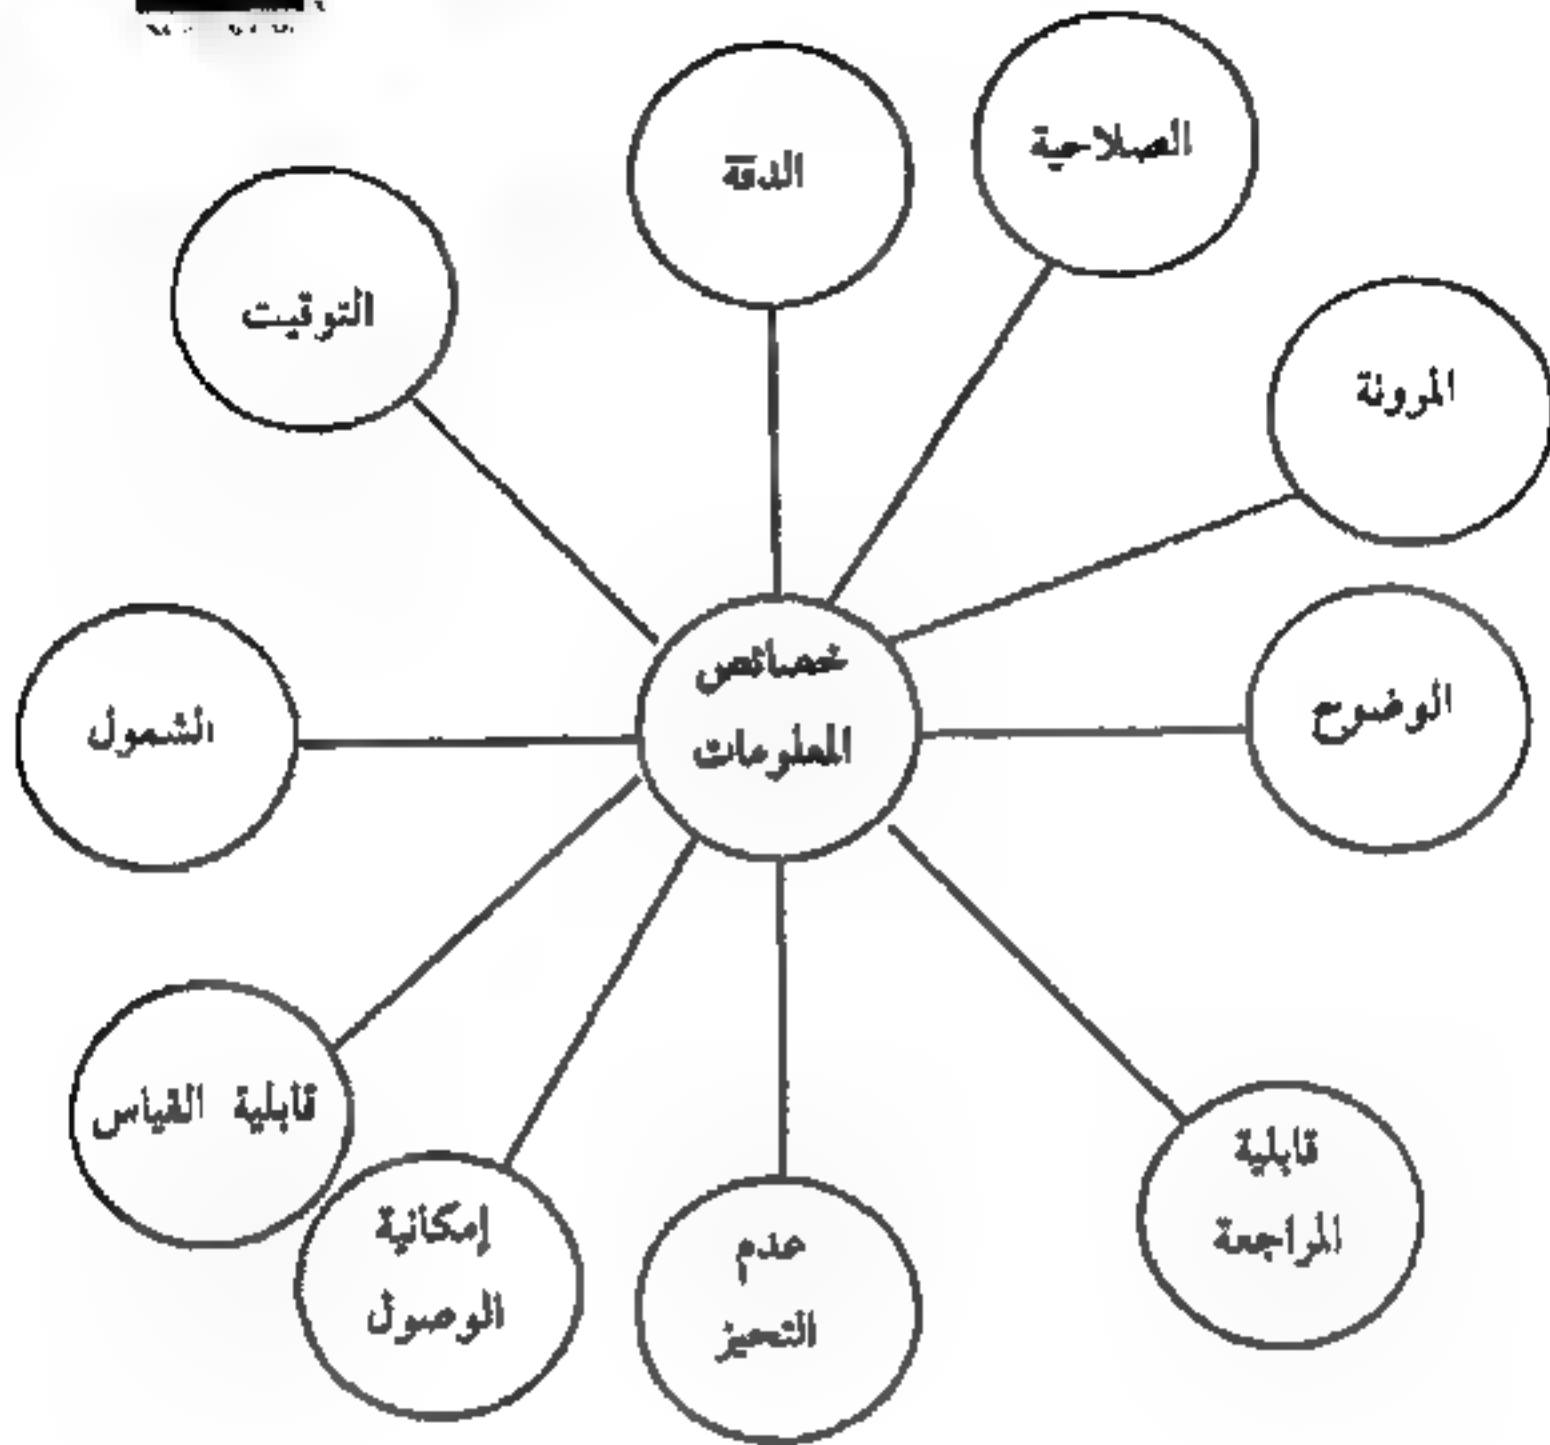 الصلاحية
الدقة
التوقيت
المرونة
خصائص
المعلومات
الوضوح
الشمول
قابلية القياس
إمكانية
الوصول
عدم
التحيز
قابلية
المراجعة